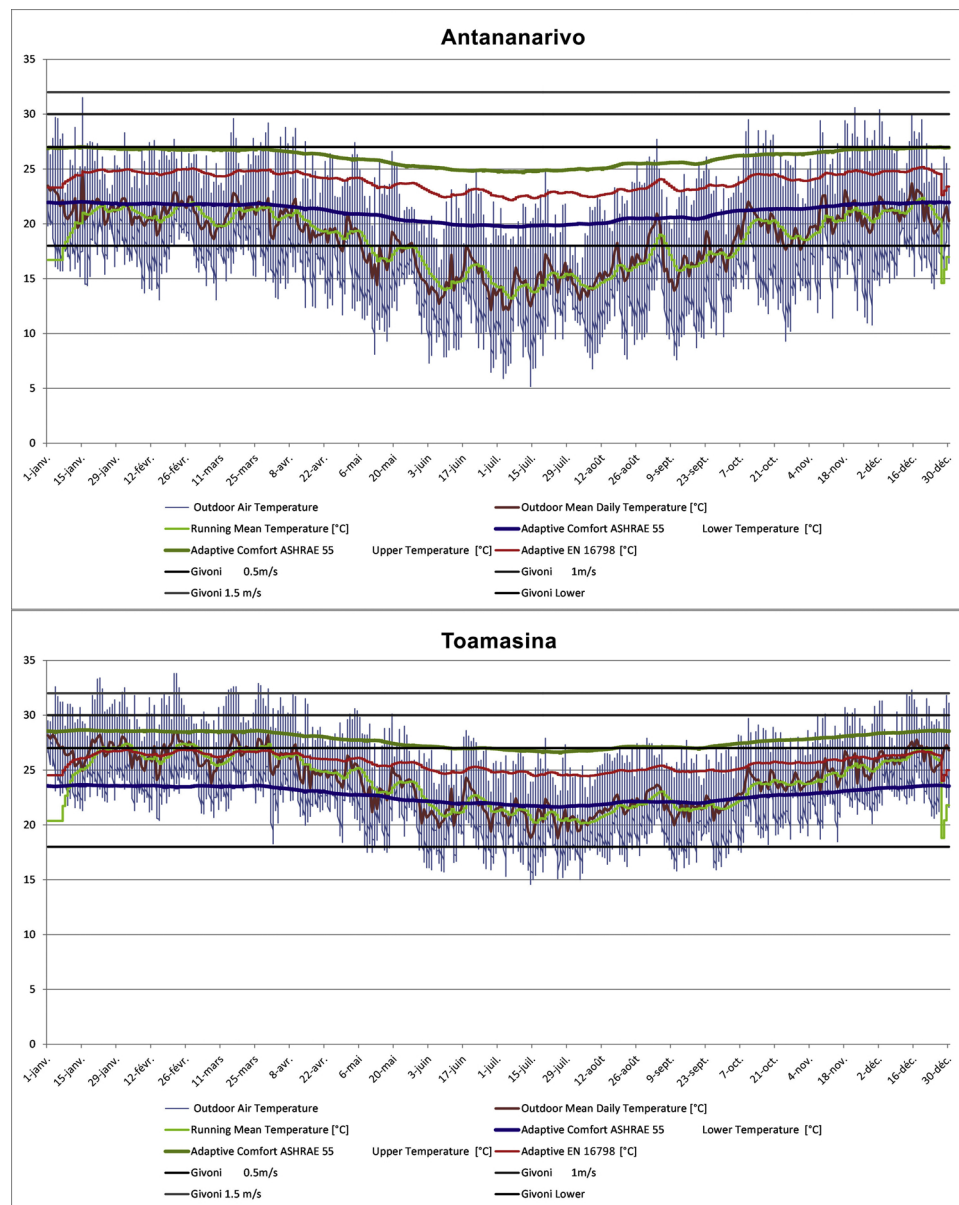 Antananarivo
35
30
25
20
15
10
5
0
1-janv. 15-janv. 29-janv. 12-févr. 26-févr. 11-mars 25-mars 8-avr. 22-avr. 6-mai 20-mai 3-juin 17-juin 1-juil. 15-juil. 29-juil. 12-août 26-août 9-sept. 23-sept. 7-oct. 21-oct. 4-nov. 18-nov. 2-déc. 16-déc. 30-déc.
Outdoor Air Temperature Outdoor Mean Daily Temperature [°C]
Running Mean Temperature [°C] Adaptive Comfort ASHRAE 55 Lower Temperature [°C]
Adaptive Comfort ASHRAE 55 Upper Temperature [°C] Adaptive EN 16798 [°C]
Givoni 0.5m/s Givoni 1m/s
Givoni 1.5 m/s Givoni Lower
Toamasina
35
30
25
20
15
10
5
0
1-janv. 15-janv. 29-janv. 12-févr. 26-févr. 11-mars 25-mars 8-avr. 22-avr. 6-mai 20-mai 3-juin 17-juin 1-juil. 15-juil. 29-juil. 12-août 26-août 9-sept. 23-sept. 7-oct. 21-oct. 4-nov. 18-nov. 2-déc. 16-déc. 30-déc.
Outdoor Air Temperature Outdoor Mean Daily Temperature [°C]
Running Mean Temperature [°C] Adaptive Comfort ASHRAE 55 Lower Temperature [°C]
Adaptive Comfort ASHRAE 55 Upper Temperature [°C] Adaptive EN 16798 [°C]
Givoni 0.5m/s Givoni 1m/s
Givoni 1.5 m/s Givoni Lower